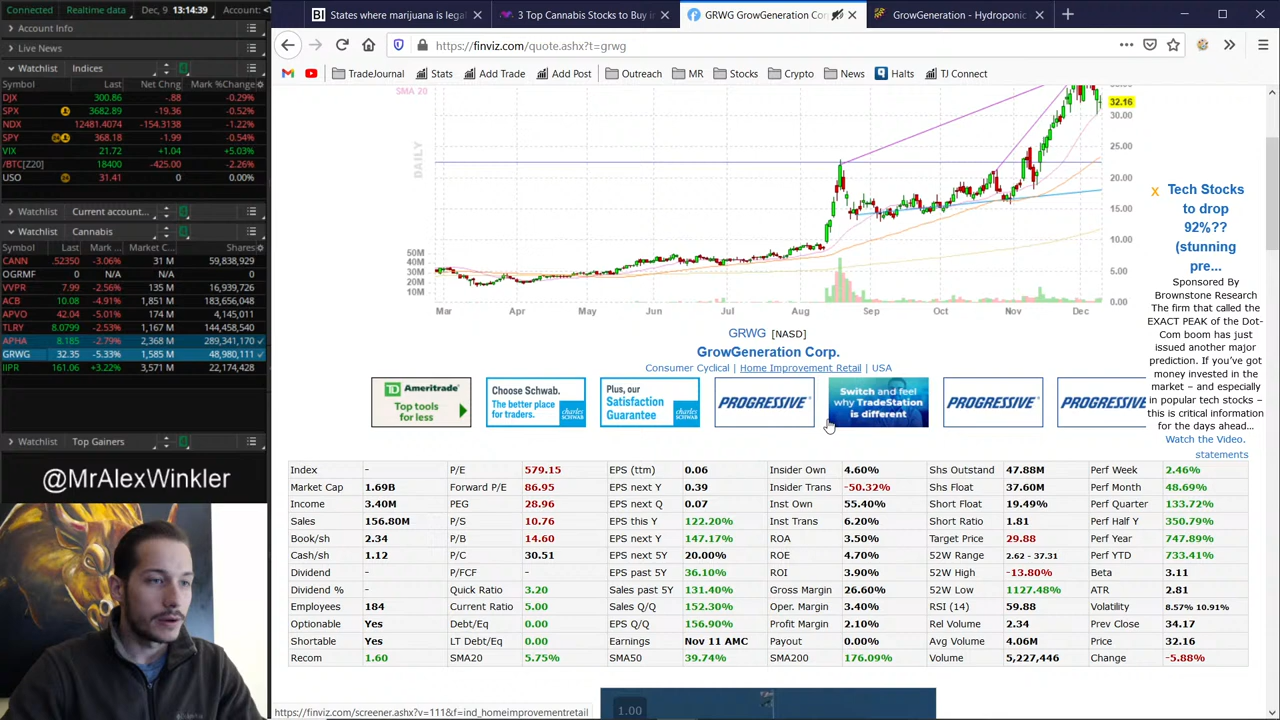 Connected Realtime data Dec, 9 13:14:39 Account:
Account Info
Live News
Watchlist Indices
Symbol Last Net Chng Mark %Change
DJX 300.86 -.88 -0.29%
SPX 3682.89 -19.36 -0.52%
NDX 12481.4074 -154.3138 -1.22%
SPY 368.18 -1.99 -0.54%
VIX 21.72 +1.04 +5.03%
/BTC[Z20] 18400 -425.00 -2.26%
USO 31.41 0 0.00%
Watchlist Current account...
Watchlist Cannabis
Symbol Last Mark ... Market C... Shares
CANN .52350 -3.06% 31 M 59,838,929
OGRMF 0 N/A N/A 0
VVPR 7.99 -2.56% 135 M 16,939,726
ACB 10.08 -4.91% 1,851 M 183,656,048
APVO 42.04 -5.01% 174 M 4,145,011
TLRY 8.0799 -2.53% 1,167 M 144,458,540
APHA 8.185 -2.79% 2,368 M 289,341,170
GRWG 32.35 -5.33% 1,585 M 48,980,111
IIPR 161.06 +3.22% 3,571 M 22,174,428
Watchlist Top Gainers
@MrAlexWinkler
BI States where marijuana is legal
3 Top Cannabis Stocks to Buy in
GRWG GrowGeneration Corp
GrowGeneration - Hydroponic
https://finviz.com/quote.ashx?t=grwg
TradeJournal Stats Add Trade Add Post Outreach MR Stocks Crypto News Halts TJ Connect
SMA 20
DAILY
32.16
30.00
25.00
20.00
15.00
10.00
5.00
0.00
50M
40M
30M
20M
10M
Mar Apr May Jun Jul Aug Sep Oct Nov Dec
GRWG [NASD]
GrowGeneration Corp.
Consumer Cyclical | Home Improvement Retail | USA
TD Ameritrade
Top tools
for less
Choose Schwab.
The better place
for traders.
charles
SCHWAB
Plus, our
Satisfaction
Guarantee
charles
SCHWAB
PROGRESSIVE
Switch and feel
why TradeStation
is different
PROGRESSIVE
PROGRESSIVE
X Tech Stocks
to drop
92%??
(stunning
pre...
Sponsored By
Brownstone Research
The firm that called the
EXACT PEAK of the Dot-
Com boom has just
issued another major
prediction. If you've got
money invested in the
market – and especially
in popular tech stocks –
this is critical information
for the days ahead...
Watch the Video.
statements
Index - P/E 579.15 EPS (ttm) 0.06 Insider Own 4.60% Shs Outstand 47.88M Perf Week 2.46%
Market Cap 1.69B Forward P/E 86.95 EPS next Y 0.39 Insider Trans -50.32% Shs Float 37.60M Perf Month 48.69%
Income 3.40M PEG 28.96 EPS next Q 0.07 Inst Own 55.40% Short Float 19.49% Perf Quarter 133.72%
Sales 156.80M P/S 10.76 EPS this Y 122.20% Inst Trans 6.20% Short Ratio 1.81 Perf Half Y 350.79%
Book/sh 2.34 P/B 14.60 EPS next Y 147.17% ROA 3.50% Target Price 29.88 Perf Year 747.89%
Cash/sh 1.12 P/C 30.51 EPS next 5Y 20.00% ROE 4.70% 52W Range 2.62 - 37.31 Perf YTD 733.41%
Dividend - P/FCF - EPS past 5Y 36.10% ROI 3.90% 52W High -13.80% Beta 3.11
Dividend % - Quick Ratio 3.20 Sales past 5Y 131.40% Gross Margin 26.60% 52W Low 1127.48% ATR 2.81
Employees 184 Current Ratio 5.00 Sales Q/Q 152.30% Oper. Margin 3.40% RSI (14) 59.88 Volatility 8.57% 10.91%
Optionable Yes Debt/Eq 0.00 EPS Q/Q 156.90% Profit Margin 2.10% Rel Volume 2.34 Prev Close 34.17
Shortable Yes LT Debt/Eq 0.00 Earnings Nov 11 AMC Payout 0.00% Avg Volume 4.06M Price 32.16
Recom 1.60 SMA20 5.75% SMA50 39.74% SMA200 176.09% Volume 5,227,446 Change -5.88%
1.00
https://finviz.com/screener.ashx?v=111&f=ind_homeimprovementretail